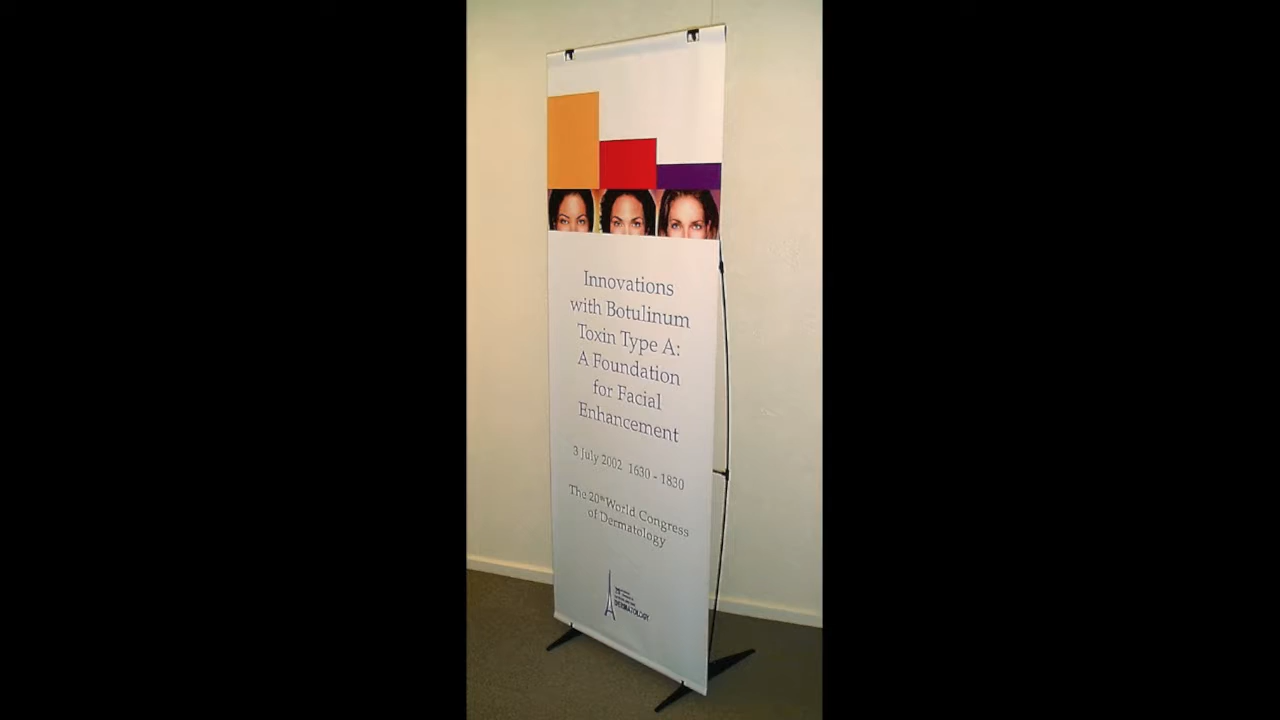 Innovations
with Botulinum
Toxin Type A:
A Foundation
for Facial
Enhancement
3 July 2002 1630 - 1830
The 20th World Congress
of Dermatology
DERMATOLOGY